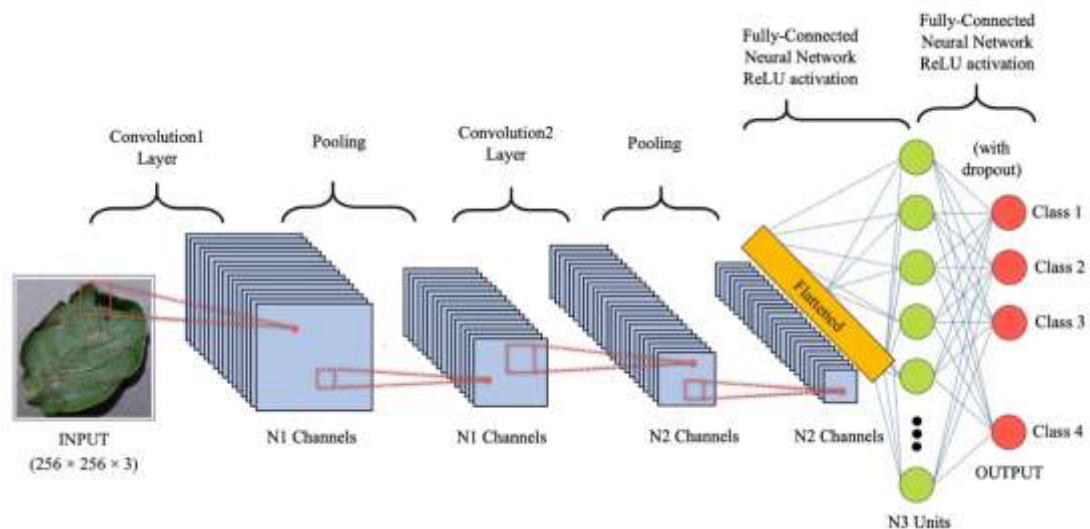 Fully-Connected
Neural Network
ReLU activation
Fully-Connected
Neural Network
ReLU activation
Convolution1
Layer
Pooling
Convolution2
Layer
Pooling
(with
dropout)
Class 1
Class 2
Class 3
Class 4
Flattened
INPUT
(256 × 256 × 3)
N1 Channels
N1 Channels
N2 Channels
N2 Channels
OUTPUT
N3 Units